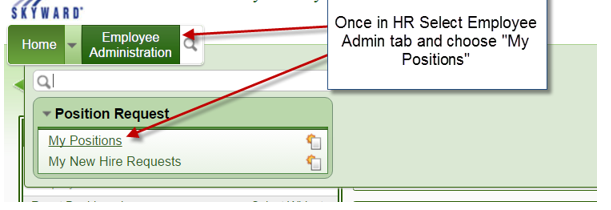 SKYWARD
Once in HR Select Employee
Admin tab and choose "My
Positions"
Home
Employee
Administration
Position Request
My Positions
My New Hire Requests